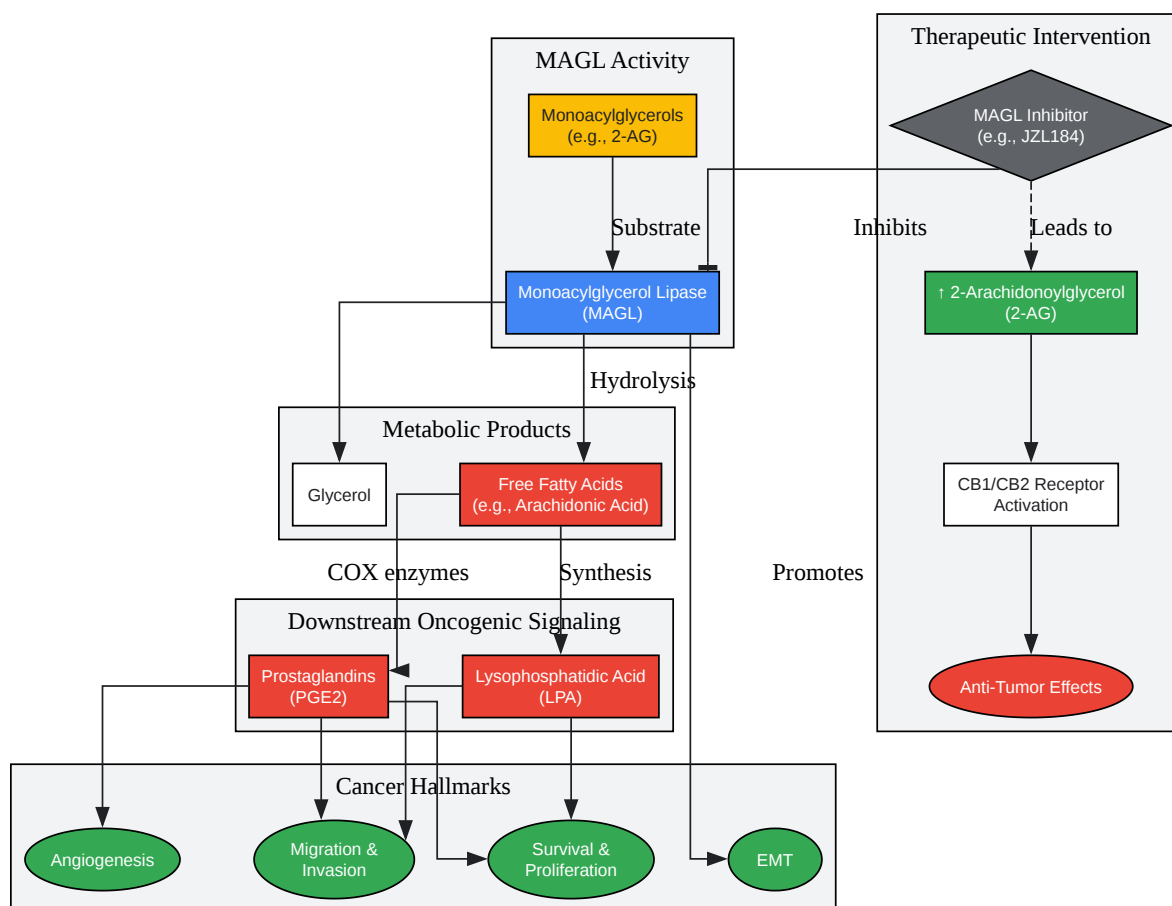 Therapeutic Intervention
MAGL Activity
Monoacylglycerols
(e.g., 2-AG)
MAGL Inhibitor
(e.g., JZL184)
Substrate
Inhibits
Leads to
Monoacylglycerol Lipase
(MAGL)
↑ 2-Arachidonoylglycerol
(2-AG)
Hydrolysis
Metabolic Products
Glycerol
Free Fatty Acids
(e.g., Arachidonic Acid)
CB1/CB2 Receptor
Activation
COX enzymes
Synthesis
Promotes
Downstream Oncogenic Signaling
Prostaglandins
(PGE2)
Lysophosphatidic Acid
(LPA)
Anti-Tumor Effects
Cancer Hallmarks
Angiogenesis
Migration &
Invasion
Survival &
Proliferation
EMT